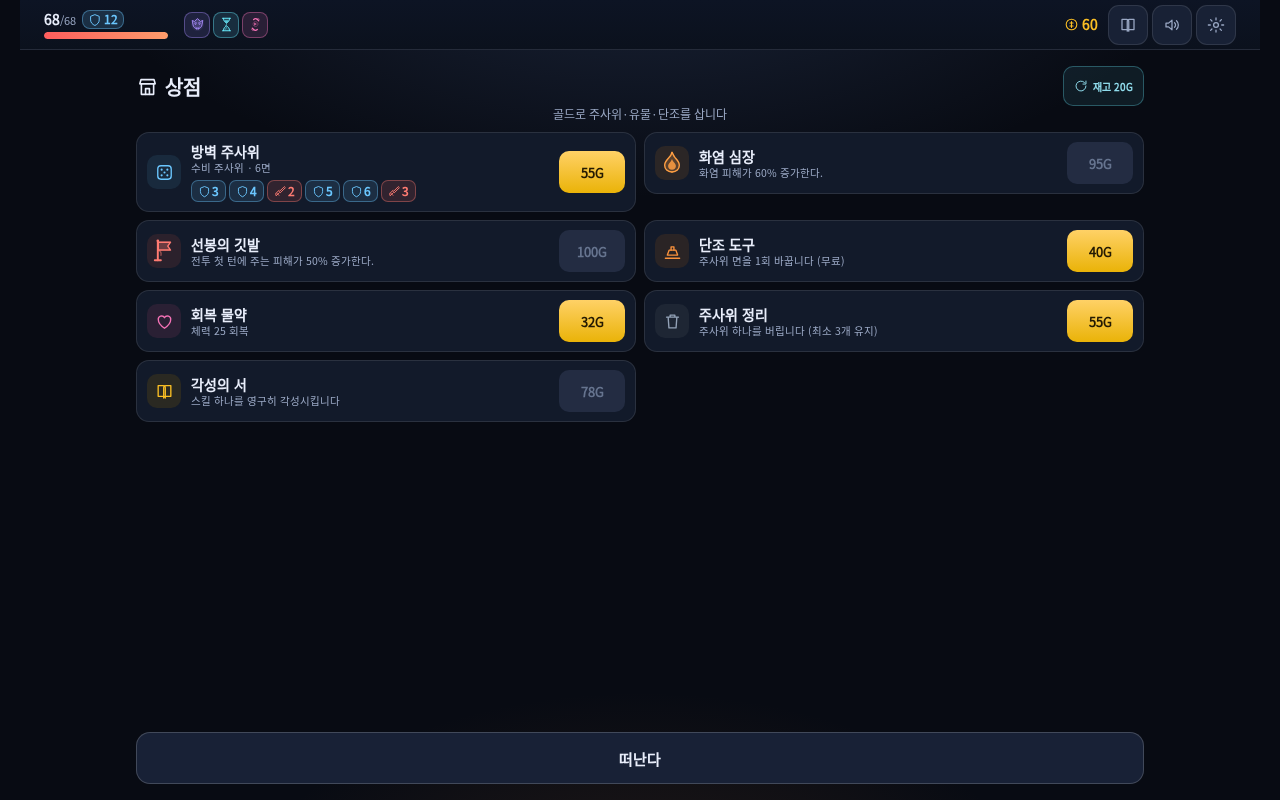 68/68 12
60
상점
재고 20G
골드로 주사위·유물·단조를 삽니다
방벽 주사위
수비 주사위 · 6면
3 4 2 5 6 3
55G
화염 심장
화염 피해가 60% 증가한다.
95G
선봉의 깃발
전투 첫 턴에 주는 피해가 50% 증가한다.
100G
단조 도구
주사위 면을 1회 바꿉니다 (무료)
40G
회복 물약
체력 25 회복
32G
주사위 정리
주사위 하나를 버립니다 (최소 3개 유지)
55G
각성의 서
스킬 하나를 영구히 각성시킵니다
78G
떠난다